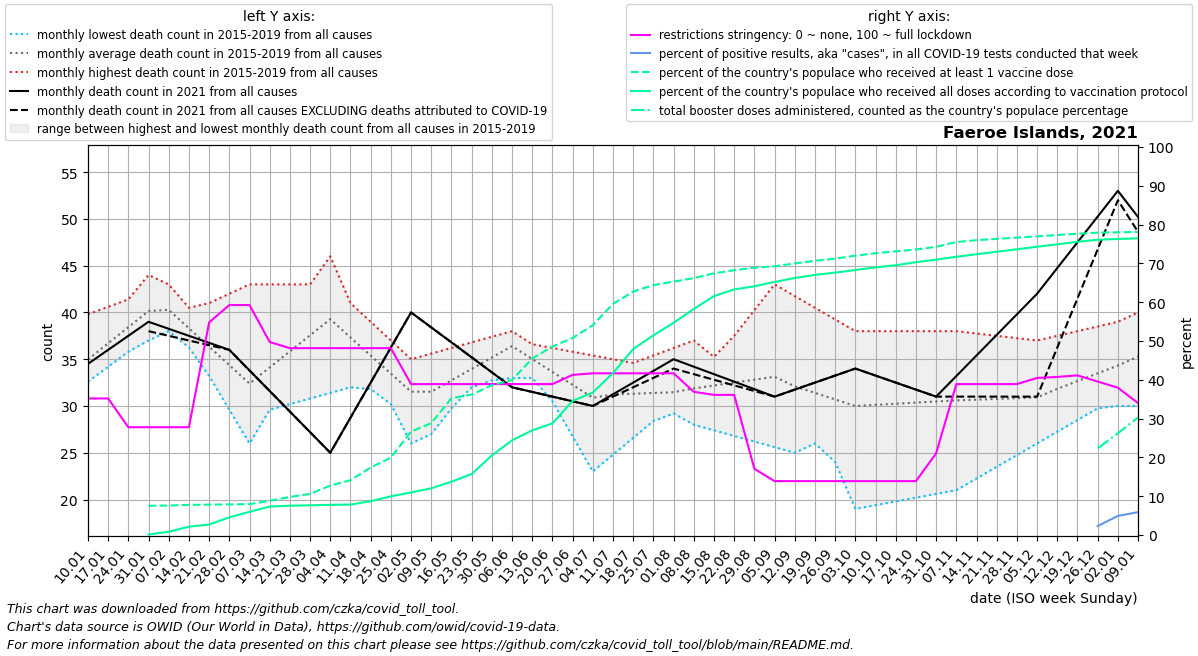 left Y axis:
monthly lowest death count in 2015-2019 from all causes
monthly average death count in 2015-2019 from all causes
monthly highest death count in 2015-2019 from all causes
monthly death count in 2021 from all causes
monthly death count in 2021 from all causes EXCLUDING deaths attributed to COVID-19
range between highest and lowest monthly death count from all causes in 2015-2019
right Y axis:
restrictions stringency: 0 ~ none, 100 ~ full lockdown
percent of positive results, aka "cases", in all COVID-19 tests conducted that week
percent of the country's populace who received at least 1 vaccine dose
percent of the country's populace who received all doses according to vaccination protocol
total booster doses administered, counted as the country's populace percentage
Faeroe Islands, 2021
count
55
50
45
40
35
30
25
20
100
90
80
70
60
50
40
30
20
10
0
percent
10.01 17.01 24.01 31.01 07.02 14.02 21.02 28.02 07.03 14.03 21.03 28.03 04.04 11.04 18.04 25.04 02.05 09.05 16.05 23.05 30.05 06.06 13.06 20.06 27.06 04.07 11.07 18.07 25.07 01.08 08.08 15.08 22.08 29.08 05.09 12.09 19.09 26.09 03.10 10.10 17.10 24.10 31.10 07.11 14.11 21.11 28.11 05.12 12.12 19.12 26.12 02.01 09.01
date (ISO week Sunday)
This chart was downloaded from https://github.com/czka/covid_toll_tool.
Chart's data source is OWID (Our World in Data), https://github.com/owid/covid-19-data.
For more information about the data presented on this chart please see https://github.com/czka/covid_toll_tool/blob/main/README.md.